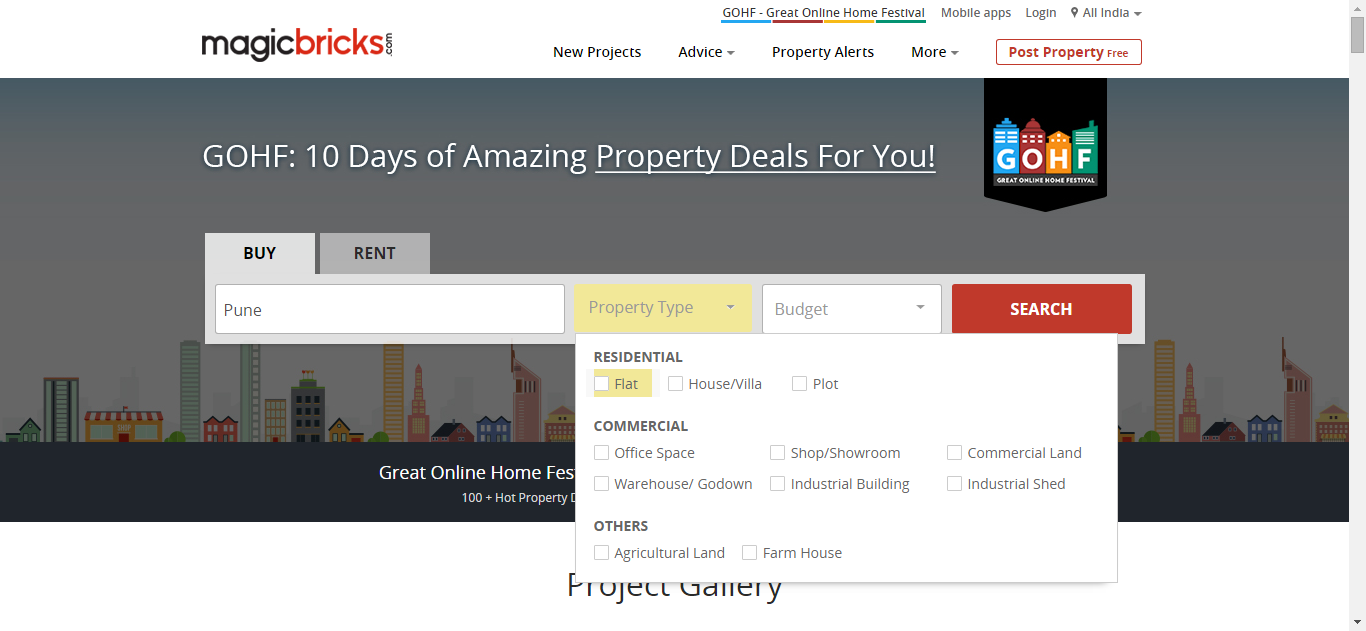 GOHF - Great Online Home Festival Mobile apps Login All India
magicbricks.com
New Projects Advice Property Alerts More Post Property Free
GOHF: 10 Days of Amazing Property Deals For You!
GOHF
GREAT ONLINE HOME FESTIVAL
BUY RENT
Pune Property Type Budget SEARCH
RESIDENTIAL
Flat House/Villa Plot
COMMERCIAL
Office Space Shop/Showroom Commercial Land
Warehouse/ Godown Industrial Building Industrial Shed
OTHERS
Agricultural Land Farm House
SHOP
Great Online Home Fes
100 + Hot Property
Project Gallery